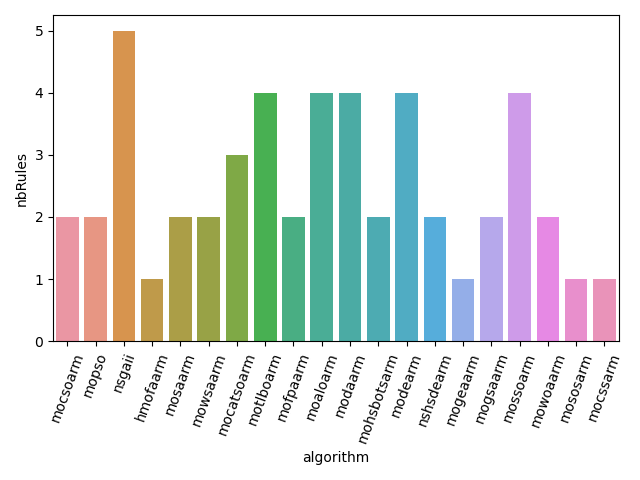 nbRules
5
4
3
2
1
0
mocsoarm
mopso
nsgaii
hmofaarm
mosaarm
mowsaarm
mocatsoarm
motlboarm
mofpaarm
moaloarm
modaarm
mohsbotsarm
modearm
nshsdearm
mogeaarm
mogsaarm
mossoarm
mowoaarm
mososarm
mocssarm
algorithm